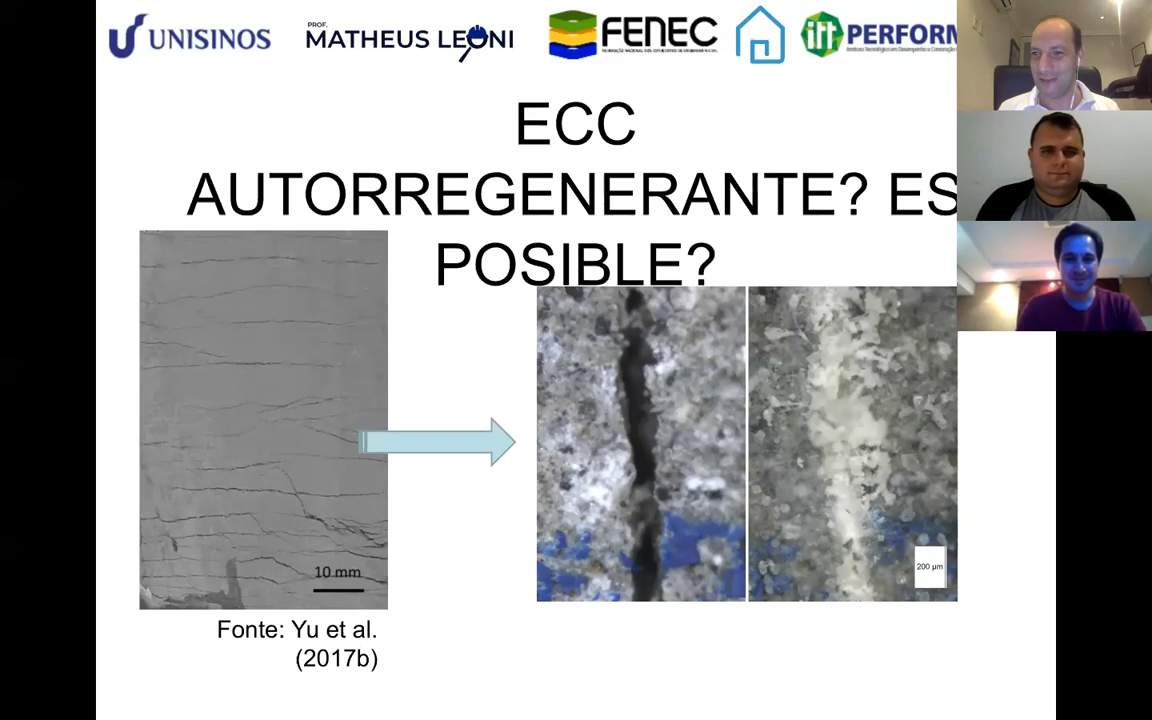 UNISINOS
PROF.
MATHEUS LEONI
FENEC
itt PERFORM
ECC
AUTORREGENERANTE? ES
POSIBLE?
10 mm
200 µm
Fonte: Yu et al.
(2017b)